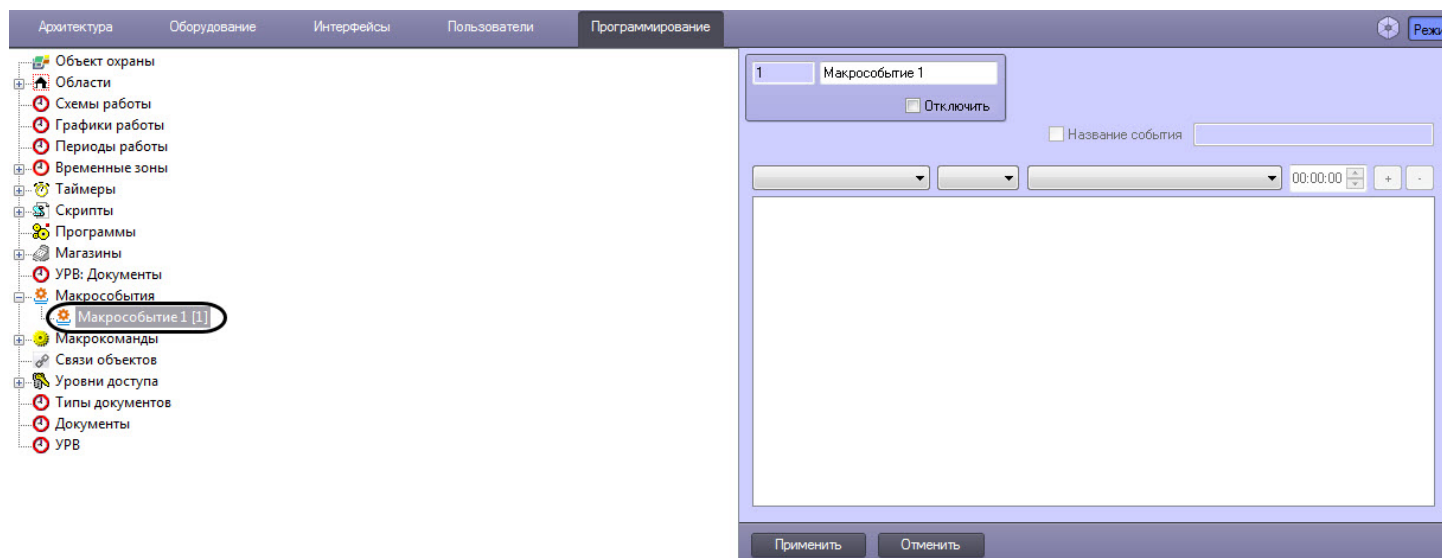 Архитектура Оборудование Интерфейсы Пользователи Программирование Режи
Объект охраны
Области
Схемы работы
Графики работы
Периоды работы
Временные зоны
Таймеры
Скрипты
Программы
Магазины
УРВ: Документы
Макрособытия
Макрособытие 1 [1]
Макрокоманды
Связи объектов
Уровни доступа
Типы документов
Документы
УРВ
1 Макрособытие 1
Отключить
Название события
00:00:00 + -
Применить Отменить